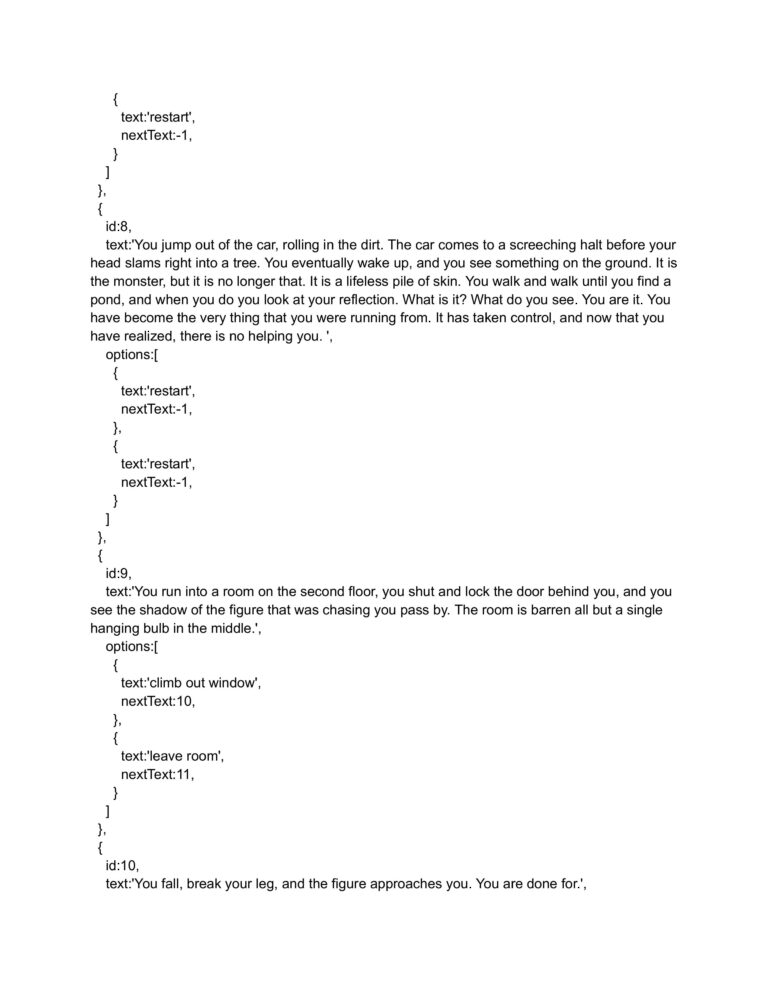 {
text:'restart',
nextText:-1,
}
]
},
{
id:8,
text:'You jump out of the car, rolling in the dirt. The car comes to a screeching halt before your
head slams right into a tree. You eventually wake up, and you see something on the ground. It is
the monster, but it is no longer that. It is a lifeless pile of skin. You walk and walk until you find a
pond, and when you do you look at your reflection. What is it? What do you see. You are it. You
have become the very thing that you were running from. It has taken control, and now that you
have realized, there is no helping you. ',
options:[
{
text:'restart',
nextText:-1,
},
{
text:'restart',
nextText:-1,
}
]
},
{
id:9,
text:'You run into a room on the second floor, you shut and lock the door behind you, and you
see the shadow of the figure that was chasing you pass by. The room is barren all but a single
hanging bulb in the middle.',
options:[
{
text:'climb out window',
nextText:10,
},
{
text:'leave room',
nextText:11,
}
]
},
{
id:10,
text:'You fall, break your leg, and the figure approaches you. You are done for.',